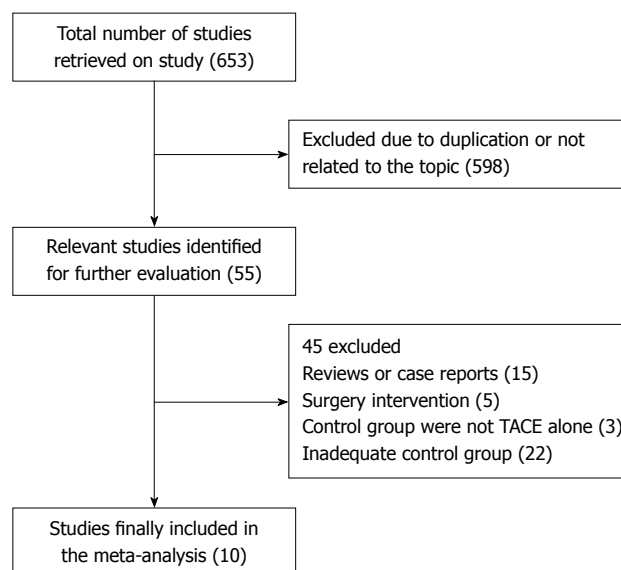 Total number of studies
retrieved on study (653)
Excluded due to duplication or not
related to the topic (598)
Relevant studies identified
for further evaluation (55)
45 excluded
Reviews or case reports (15)
Surgery intervention (5)
Control group were not TACE alone (3)
Inadequate control group (22)
Studies finally included in
the meta-analysis (10)